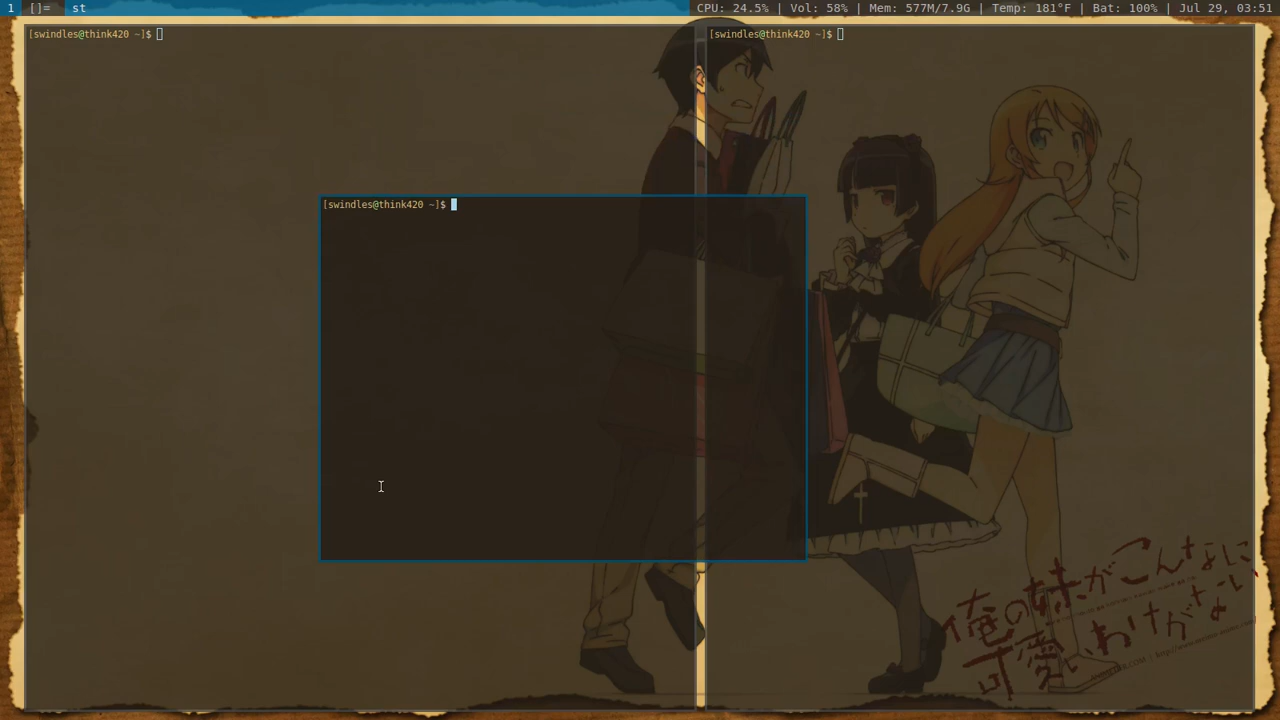 1 []= st CPU: 24.5% | Vol: 58% | Mem: 577M/7.9G | Temp: 181°F | Bat: 100% | Jul 29, 03:51
[swindles@think420 ~]$
[swindles@think420 ~]$
[swindles@think420 ~]$
俺の妹がこんなに
可愛いわけがない